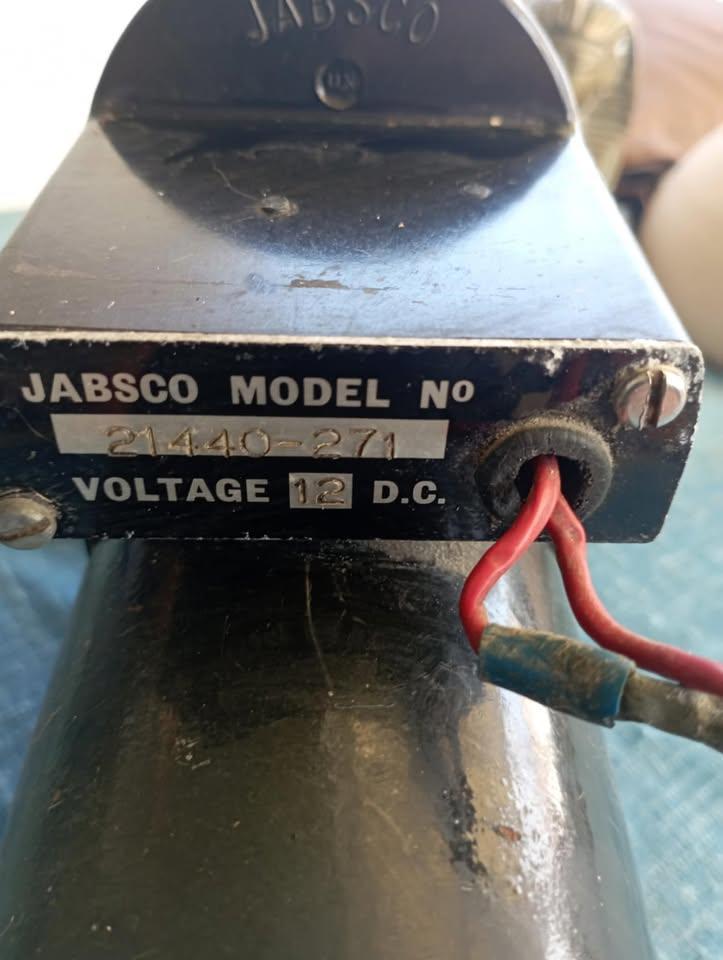 JABSCO
JABSCO MODEL Nº
21440-271
VOLTAGE 12 D.C.